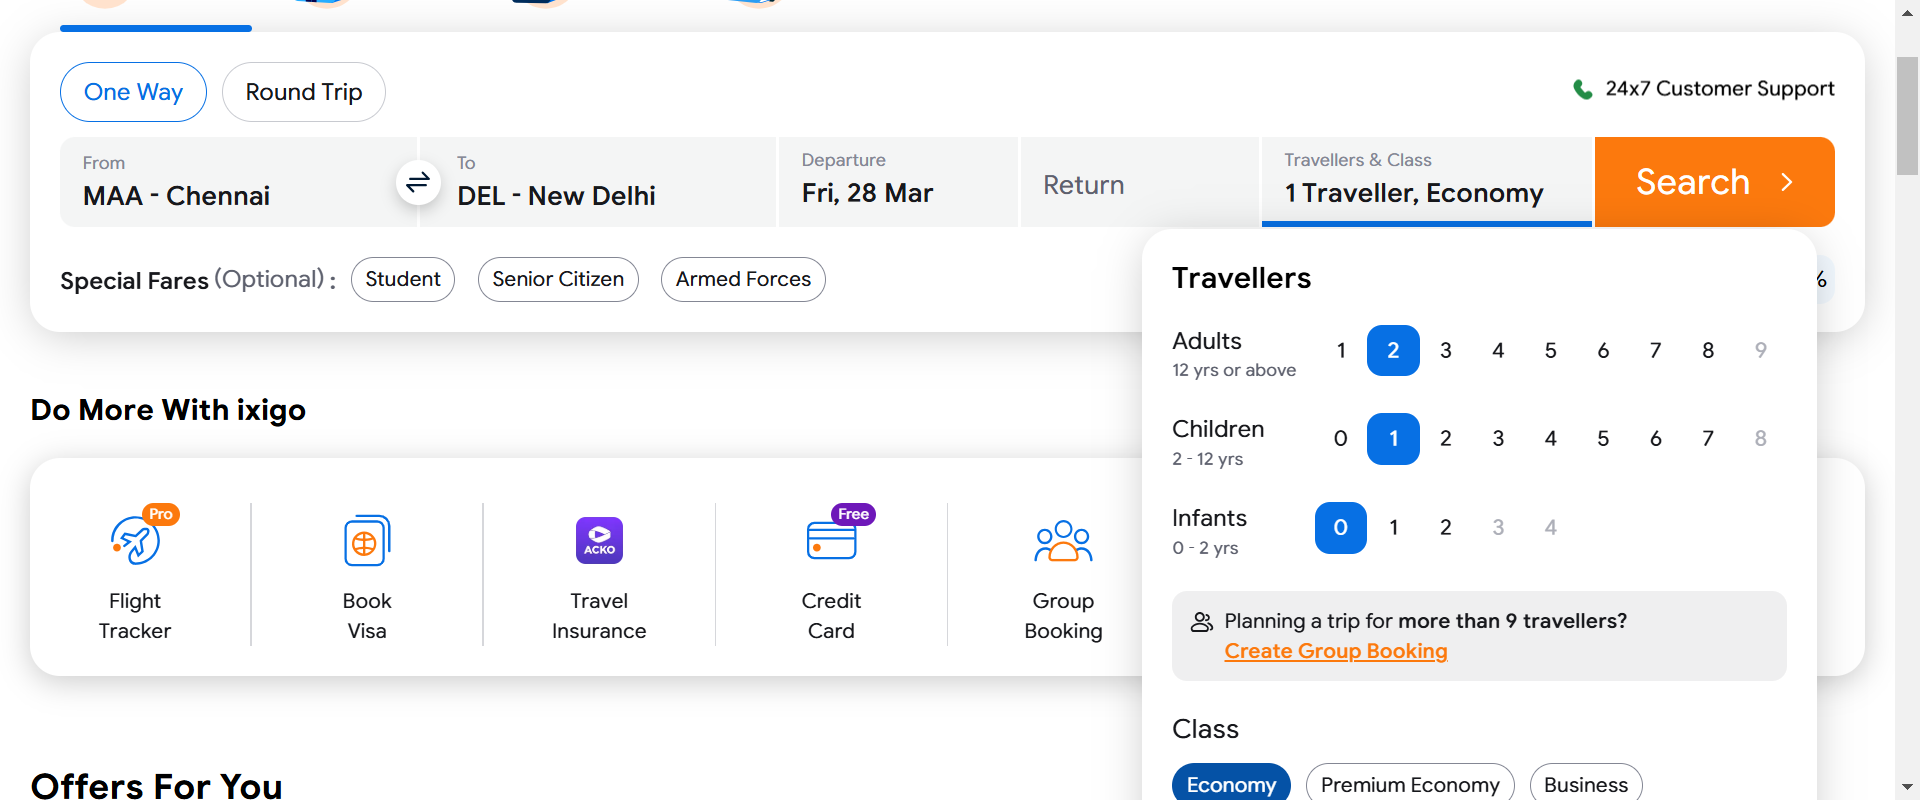 One Way
Round Trip
24x7 Customer Support
From
MAA - Chennai
To
DEL - New Delhi
Departure
Fri, 28 Mar
Return
Travellers & Class
1 Traveller, Economy
Search
Special Fares (Optional) :
Student
Senior Citizen
Armed Forces
%
Travellers
Adults
12 yrs or above
1 2 3 4 5 6 7 8 9
Children
2 - 12 yrs
0 1 2 3 4 5 6 7 8
Infants
0 - 2 yrs
0 1 2 3 4
Planning a trip for more than 9 travellers?
Create Group Booking
Class
Economy
Premium Economy
Business
Do More With ixigo
Pro
Flight
Tracker
Book
Visa
ACKO
Travel
Insurance
Free
Credit
Card
Group
Booking
Offers For You